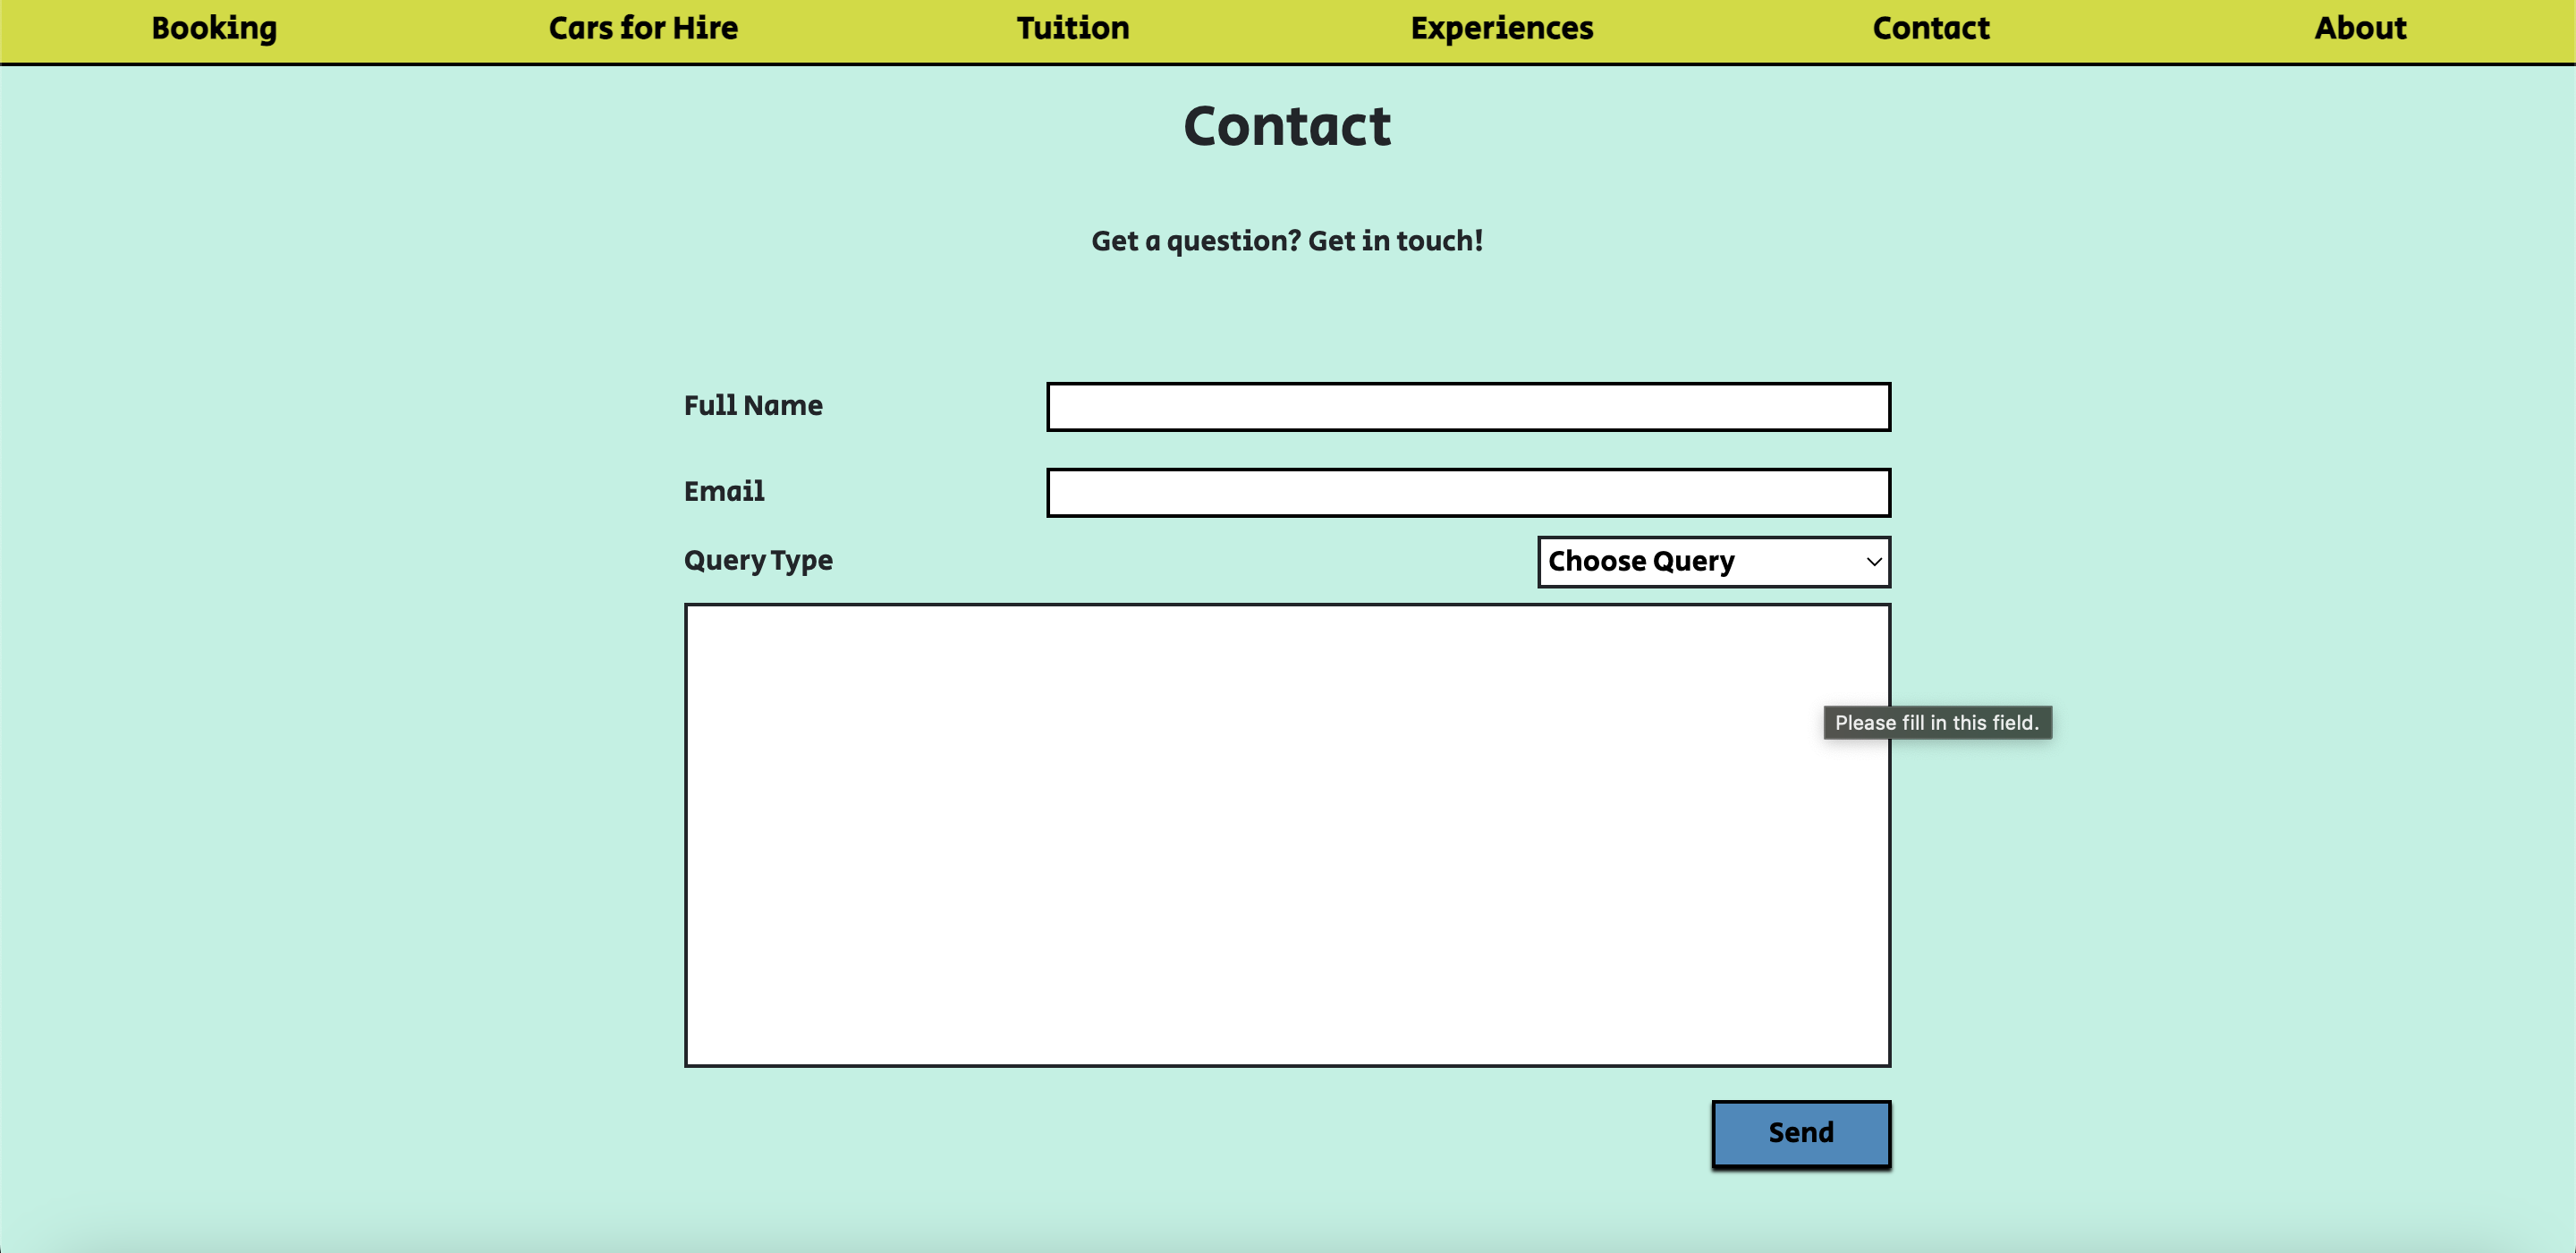 Booking Cars for Hire Tuition Experiences Contact About
Contact
Get a question? Get in touch!
Full Name
Email
Query Type Choose Query
Please fill in this field.
Send